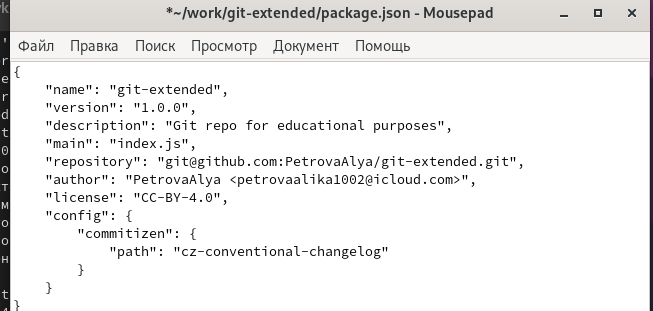 *~/work/git-extended/package.json - Mousepad
Файл Правка Поиск Просмотр Документ Помощь
{
    "name": "git-extended",
    "version": "1.0.0",
    "description": "Git repo for educational purposes",
    "main": "index.js",
    "repository": "git@github.com:PetrovaAlya/git-extended.git",
    "author": "PetrovaAlya <petrovaalika1002@icloud.com>",
    "license": "CC-BY-4.0",
    "config": {
        "commitizen": {
            "path": "cz-conventional-changelog"
        }
    }
}